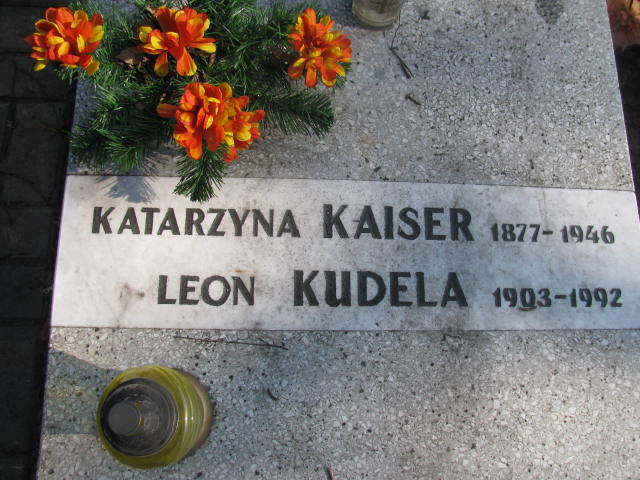 KATARZYNA KAISER 1877-1946
LEON KUDELA 1903-1992